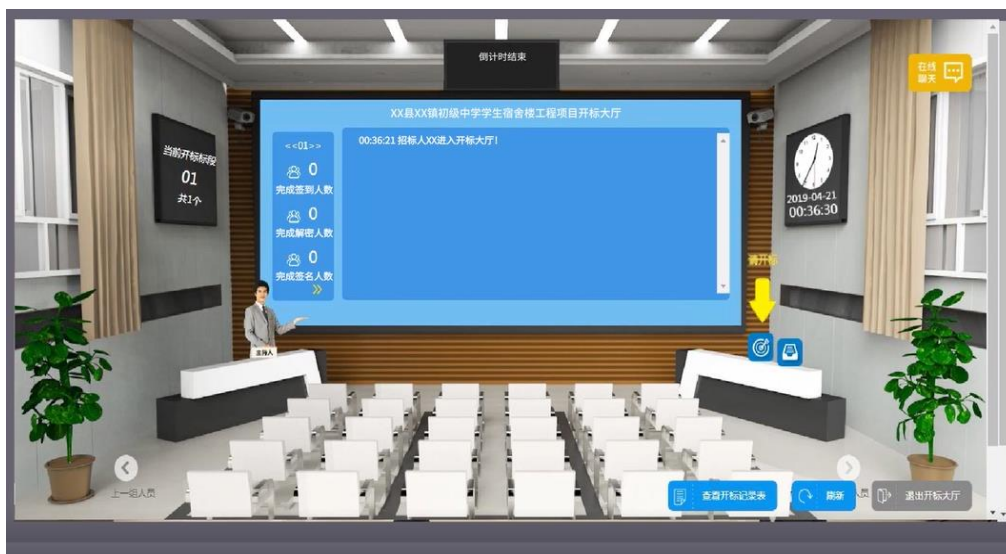 倒计时结束
在线
聊天
XX县XX镇初级中学学生宿舍楼工程项目开标大厅
当前开标标段
01
共1个
<<01>>
0
完成签到人数
0
完成解密人数
0
完成签名人数
00:36:21 招标人XX进入开标大厅!
2019-04-21
00:36:30
请开标
主持人
上一组人员
查看开标记录表
刷新
员
退出开标大厅